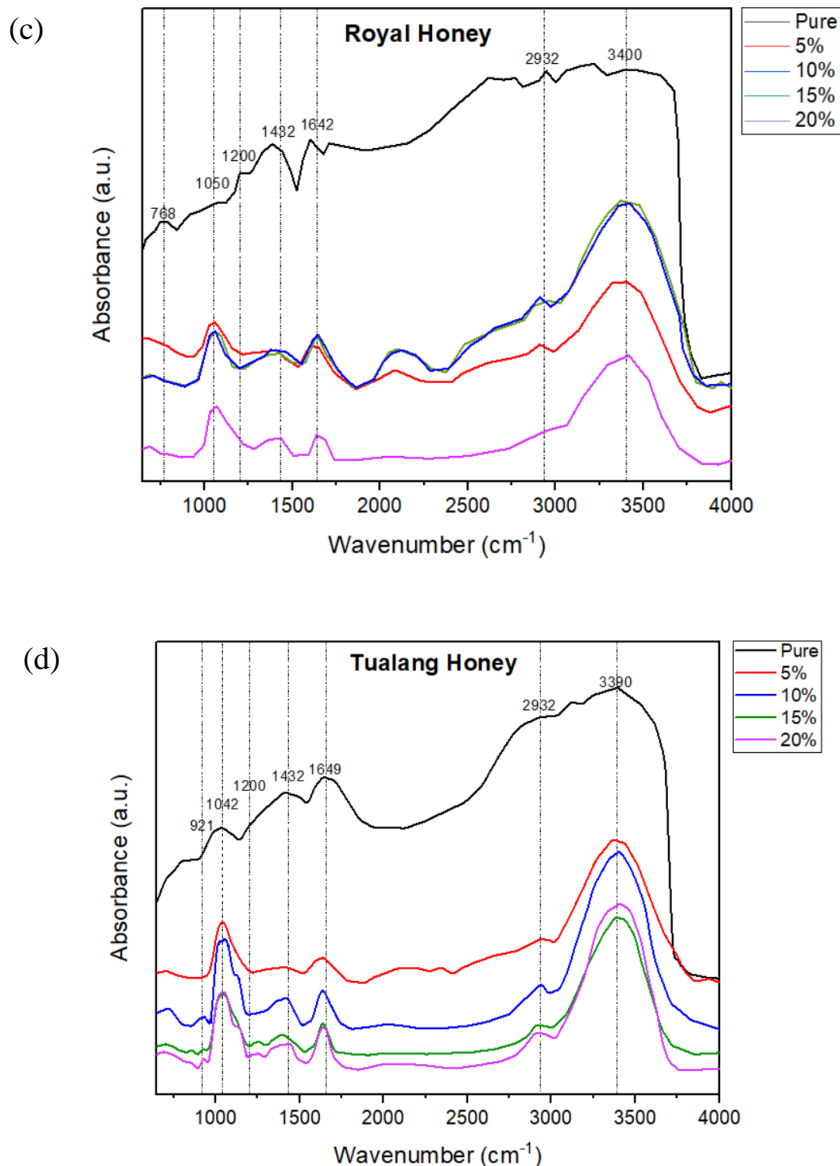 (c)
Royal Honey
Pure
5%
10%
15%
20%
768
1050
1200
1432
1642
2932
3400
Absorbance (a.u.)
1000 1500 2000 2500 3000 3500 4000
Wavenumber (cm⁻¹)
(d)
Tualang Honey
Pure
5%
10%
15%
20%
921
1042
1200
1432
1649
2932
3390
Absorbance (a.u.)
1000 1500 2000 2500 3000 3500 4000
Wavenumber (cm⁻¹)